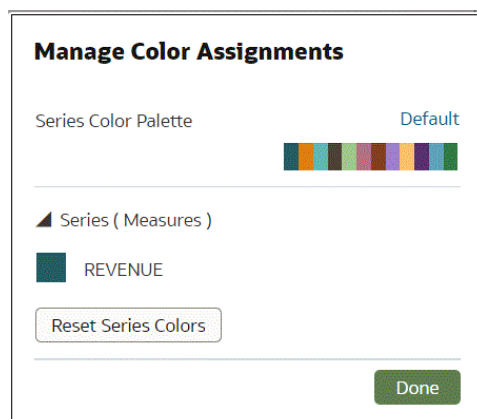 Manage Color Assignments
Series Color Palette Default
Series ( Measures )
REVENUE
Reset Series Colors
Done